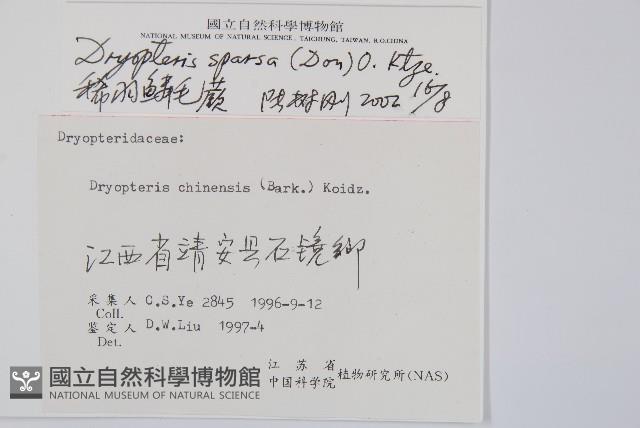 國立自然科學博物館
NATIONAL MUSEUM OF NATURAL SCIENCE, TAICHUNG, TAIWAN, R.O.CHINA
Dryopteris sparsa (Don) O. Ktze.
稀羽鳞毛蕨 陆树刚 2002 16/8
Dryopteridaceae:
Dryopteris chinensis (Bark.) Koidz.
江西省靖安县石镜鄉
采集人 C.S.Ye 2845 1996-9-12
Coll.
鉴定人 D.W.Liu 1997-4
Det.
江苏省
中国科学院 植物研究所(NAS)
國立自然科學博物館
NATIONAL MUSEUM OF NATURAL SCIENCE